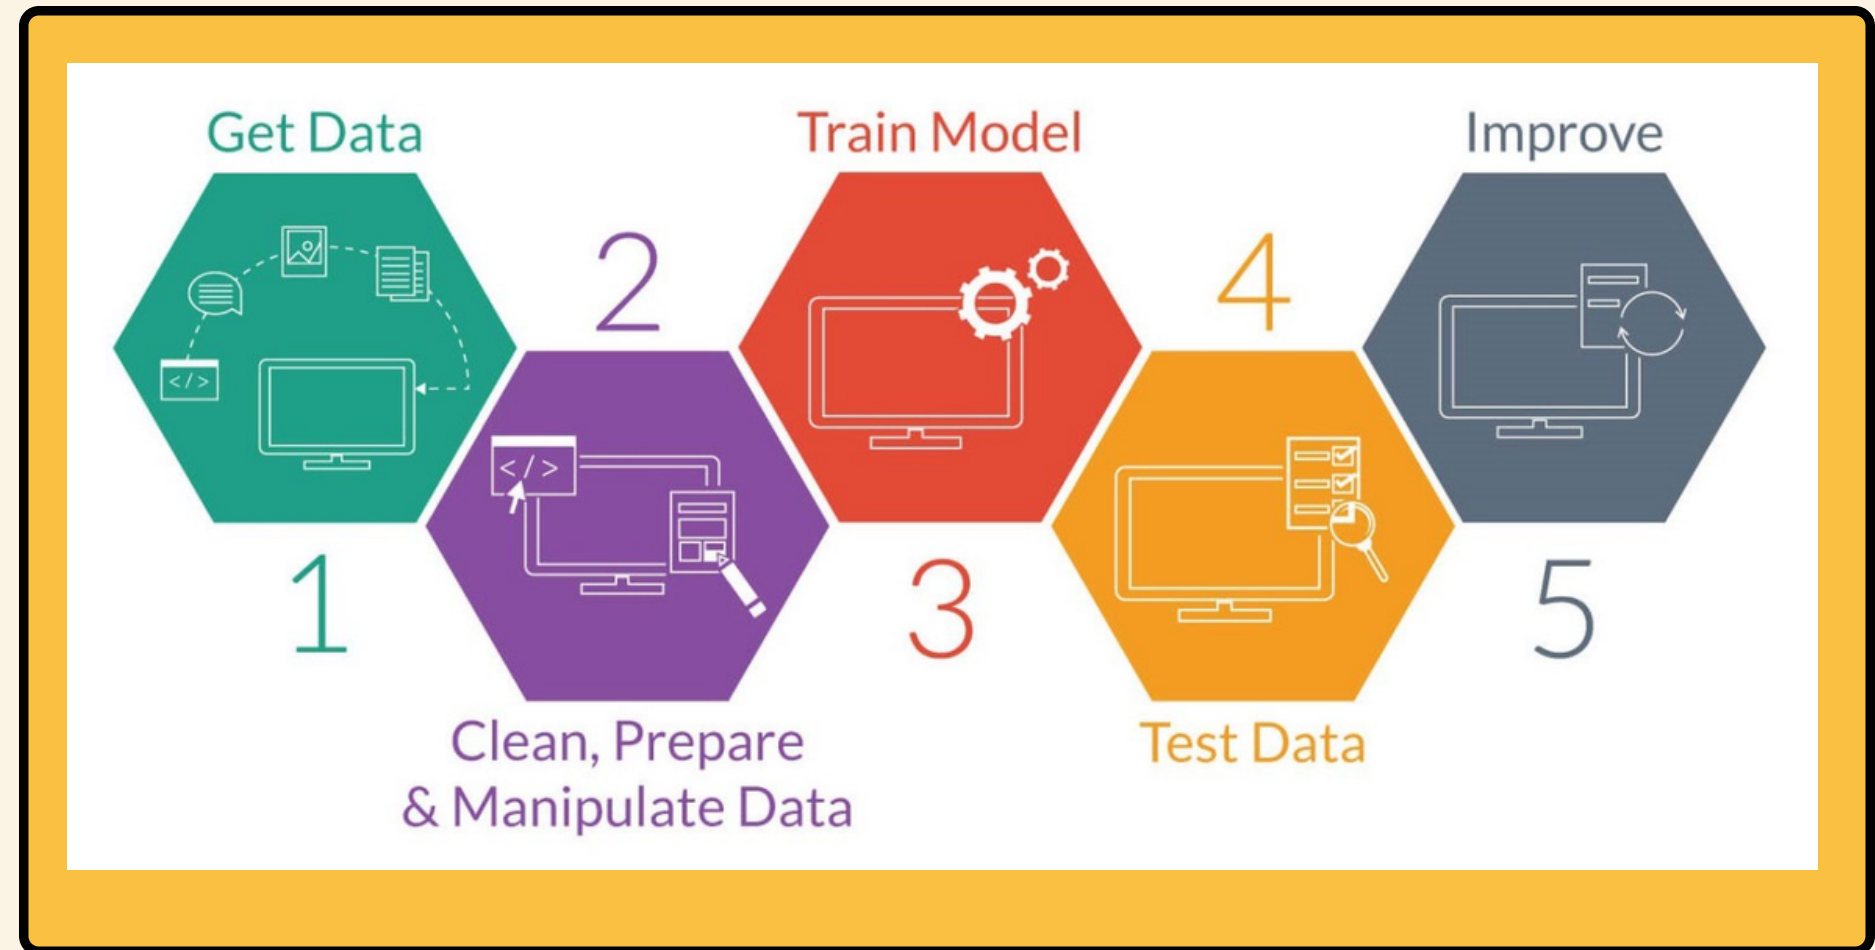 Get Data
1
</>
2
</>
Clean, Prepare
& Manipulate Data
Train Model
3
4
Test Data
Improve
5